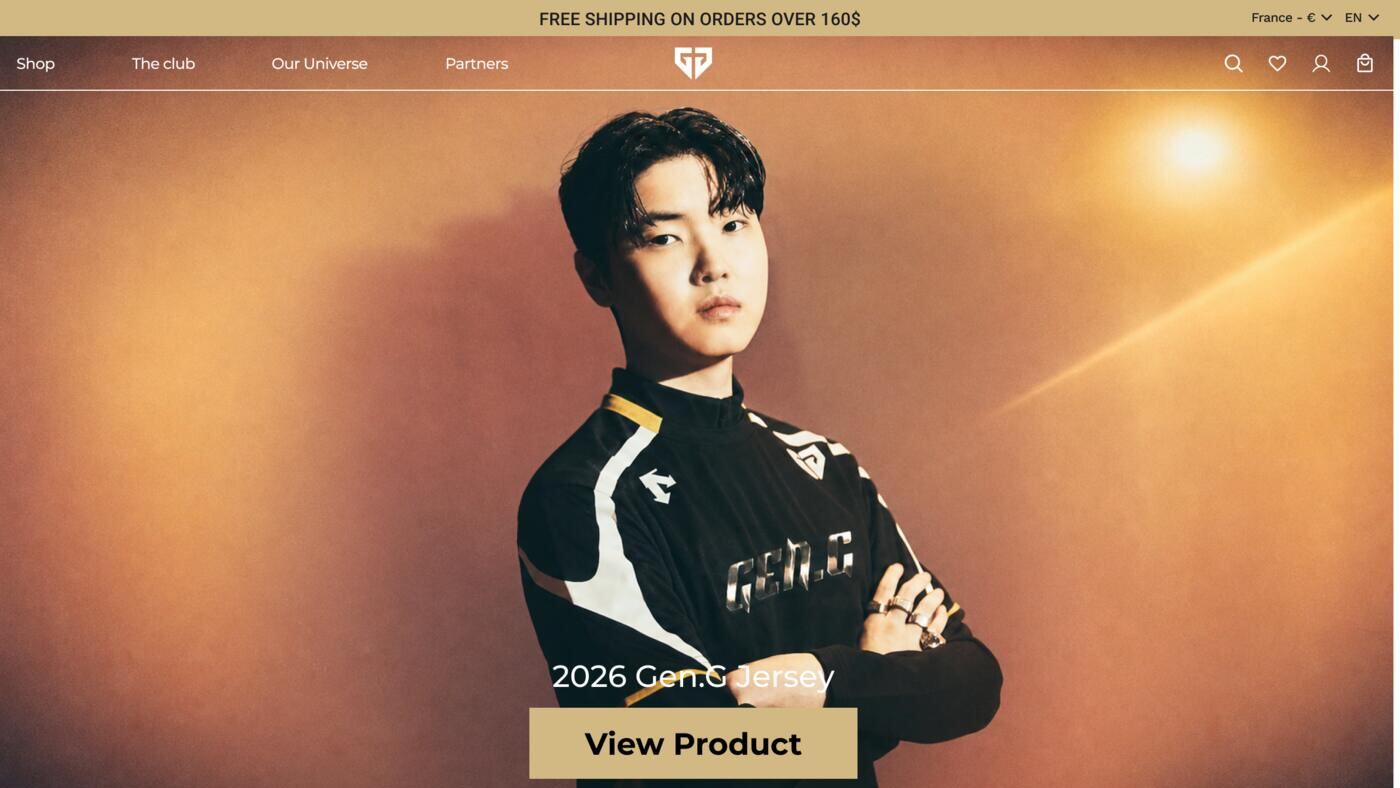 FREE SHIPPING ON ORDERS OVER 160$
France - €
EN
Shop
The club
Our Universe
Partners
GEN.G
2026 Gen.G Jersey
View Product